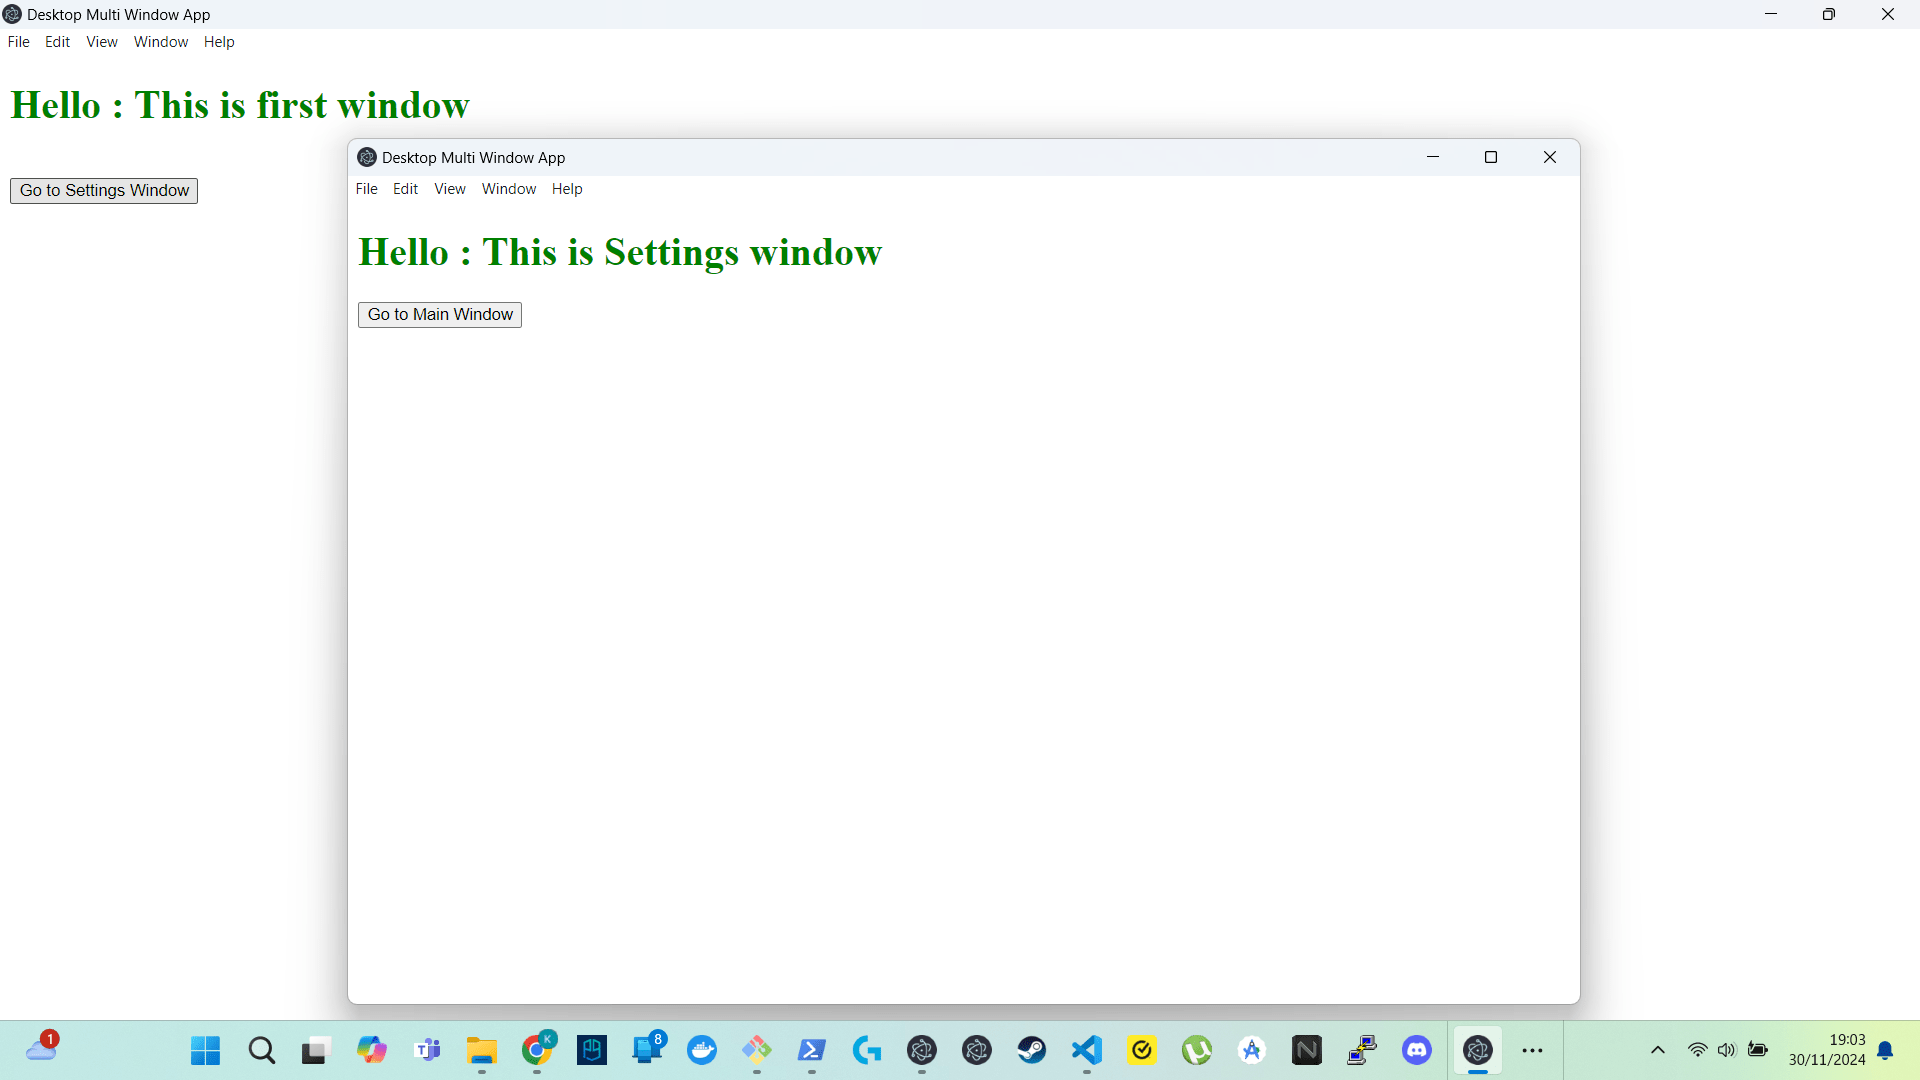 Desktop Multi Window App
File Edit View Window Help
Hello : This is first window
Go to Settings Window
Desktop Multi Window App
File Edit View Window Help
Hello : This is Settings window
Go to Main Window
1
K
8
19:03
30/11/2024